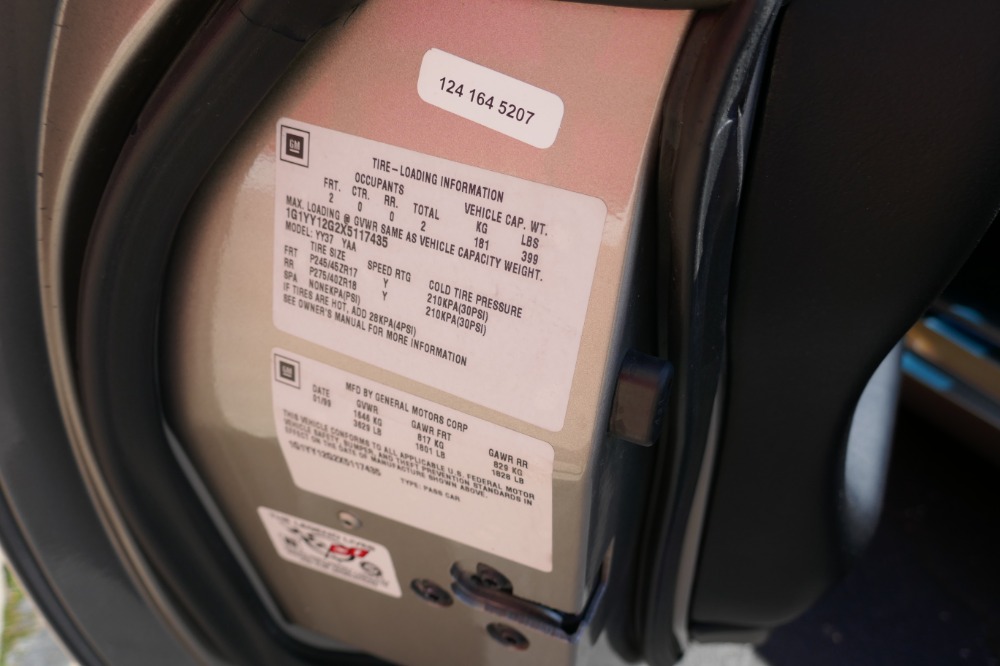 124 164 5207
GM
TIRE-LOADING INFORMATION
OCCUPANTS VEHICLE CAP. WT.
FRT. CTR. RR. TOTAL KG LBS
2 0 0 2 181 399
MAX. LOADING @ GVWR SAME AS VEHICLE CAPACITY WEIGHT.
1G1YY12G2X5117435
MODEL: YY37 YAA
TIRE SIZE SPEED RTG COLD TIRE PRESSURE
FRT P245/45ZR17 Y 210KPA(30PSI)
RR P275/40ZR18 Y 210KPA(30PSI)
SPA NONEKPA(PSI)
IF TIRES ARE HOT, ADD 28KPA(4PSI)
SEE OWNER'S MANUAL FOR MORE INFORMATION
GM
MFD BY GENERAL MOTORS CORP
DATE GVWR GAWR FRT GAWR RR
01/99 1646 KG 817 KG 829 KG
3629 LB 1801 LB 1828 LB
THIS VEHICLE CONFORMS TO ALL APPLICABLE U.S. FEDERAL MOTOR
VEHICLE SAFETY, BUMPER, AND THEFT PREVENTION STANDARDS IN
EFFECT ON THE DATE OF MANUFACTURE SHOWN ABOVE.
1G1YY12G2X5117435 TYPE: PASS CAR
THE LEGEND LIVES